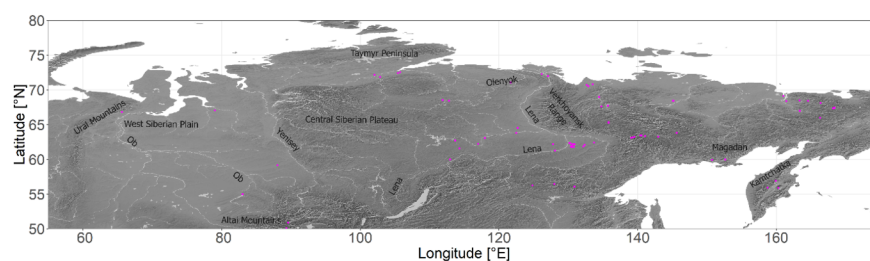 80
75
70
65
60
55
50
Latitude [°N]
Taymyr Peninsula
Olenyok
Ural Mountains
West Siberian Plain
Central Siberian Plateau
Verkhoyansk
Range
Lena
Ob
Yenisey
Lena
Magadan
Ob
Lena
Kamtchatka
Altai Mountains
60
80
100
120
140
160
Longitude [°E]